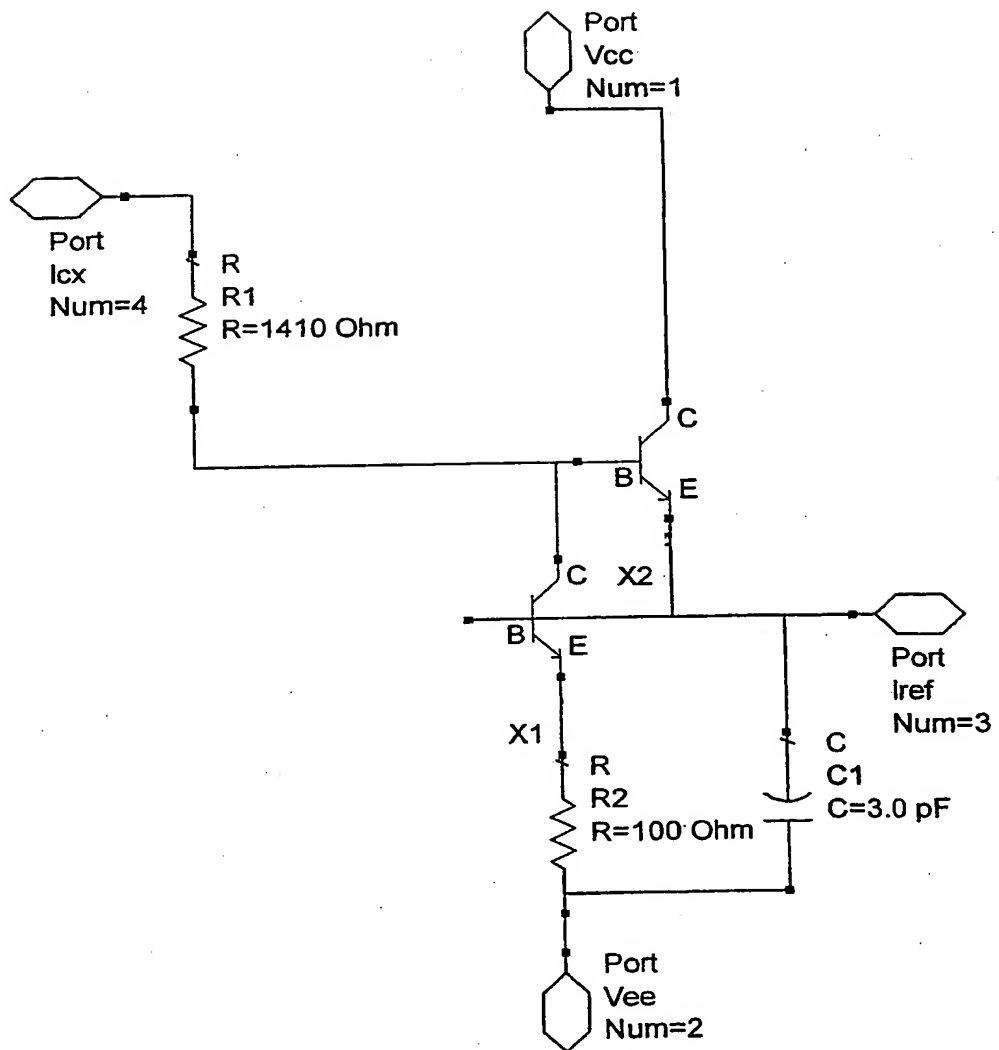 Port
Vcc
Num=1
Port
Icx
Num=4
R
R1
R=1410 Ohm
C
B
E
X2
C
B
E
Port
Iref
Num=3
X1
R
R2
R=100 Ohm
C
C1
C=3.0 pF
Port
Vee
Num=2